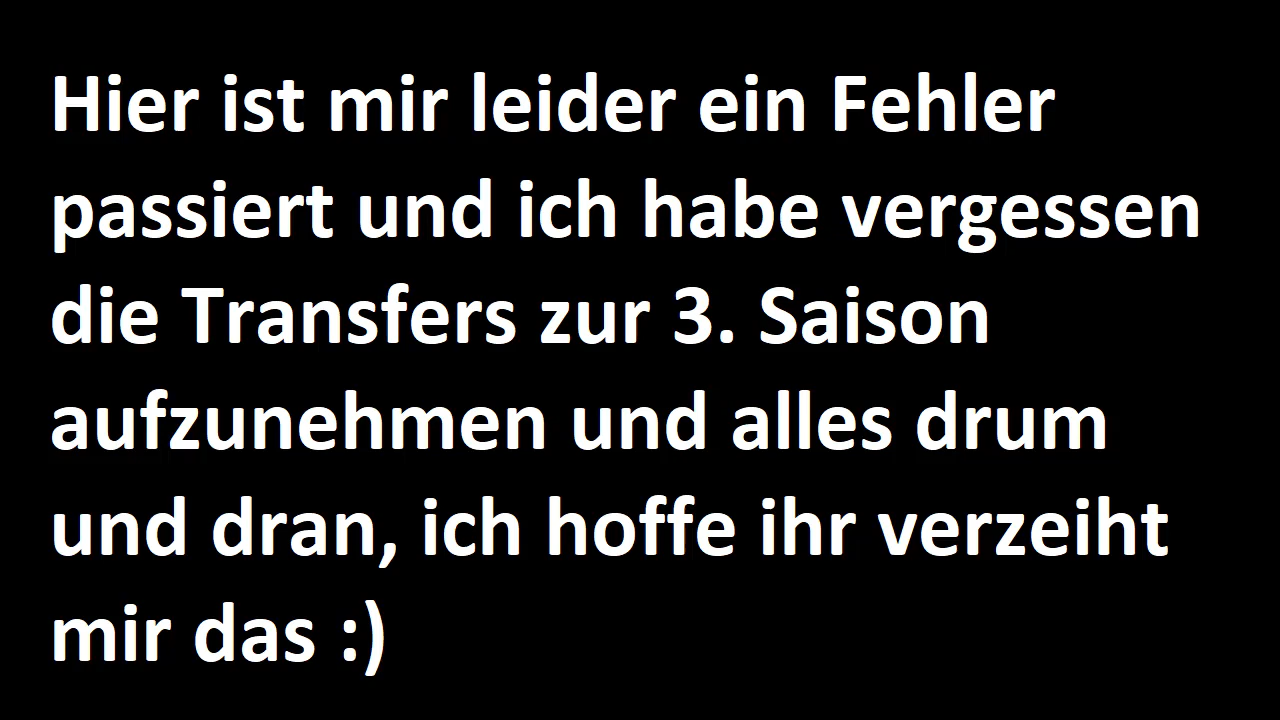 Hier ist mir leider ein Fehler
passiert und ich habe vergessen
die Transfers zur 3. Saison
aufzunehmen und alles drum
und dran, ich hoffe ihr verzeiht
mir das :)